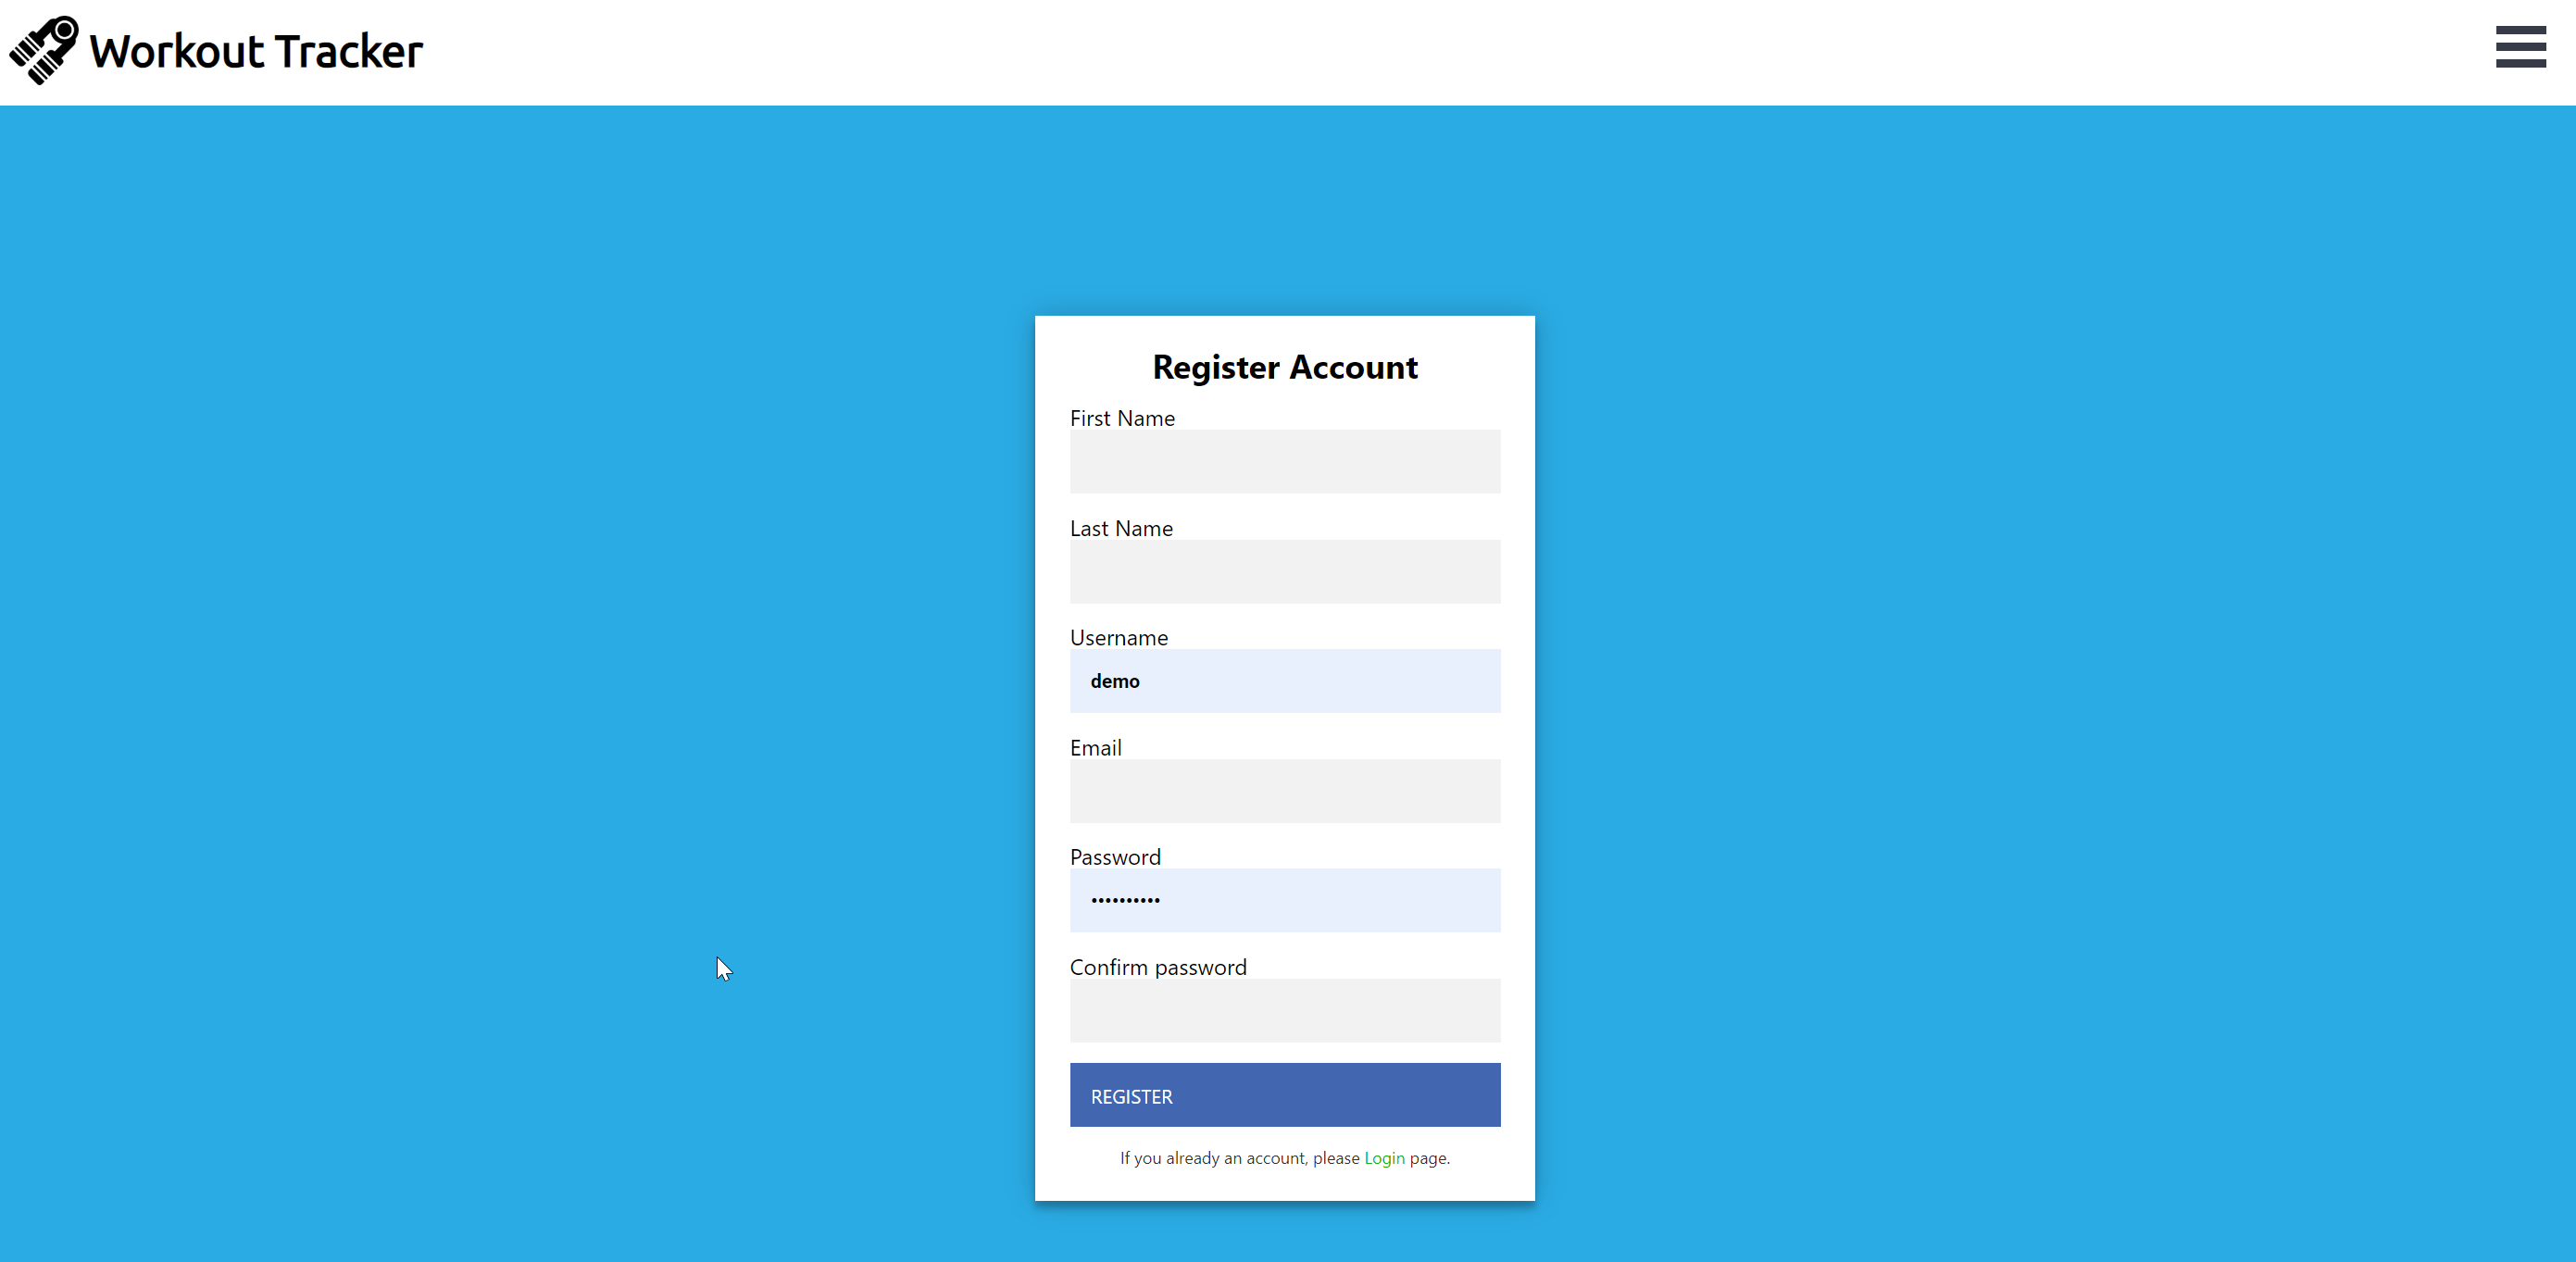 Workout Tracker
Register Account
First Name
Last Name
Username
demo
Email
Password
••••••••••
Confirm password
REGISTER
If you already an account, please Login page.